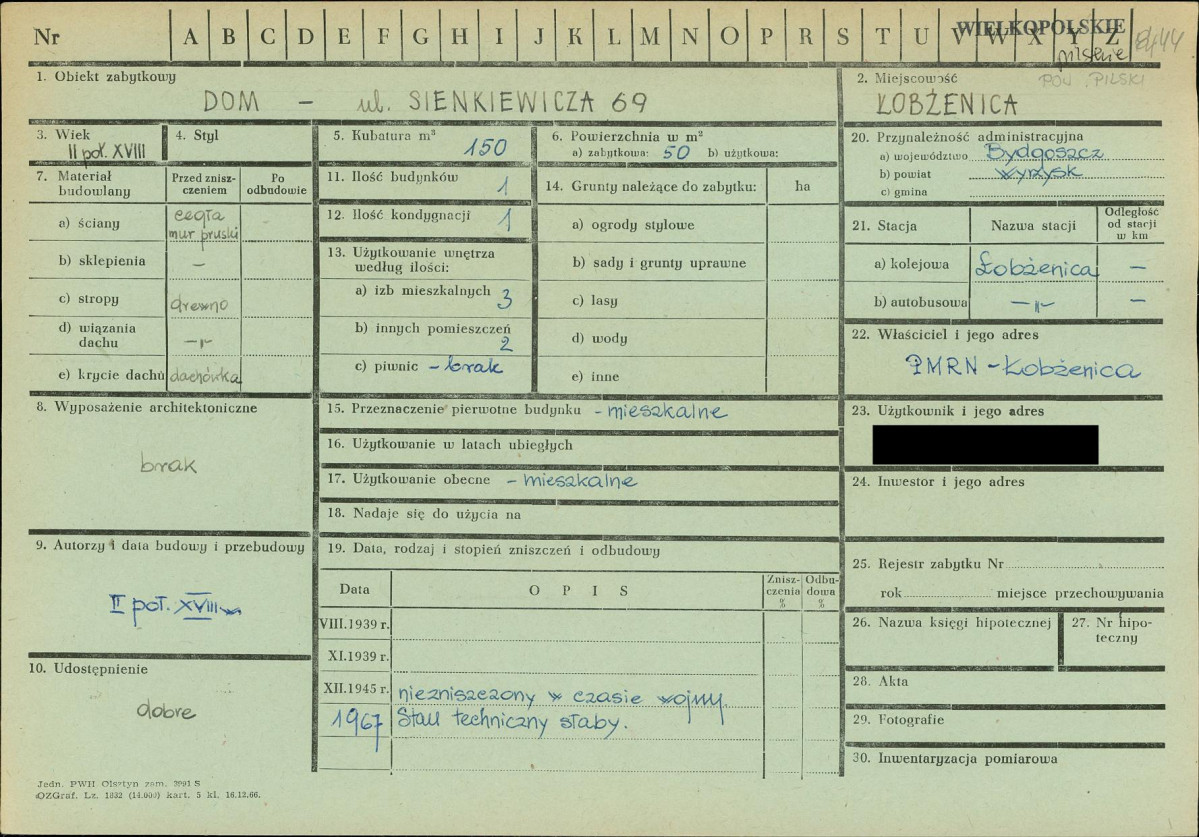 Nr A B C D E F G H I J K L M N O P R S T U V W X Y Z
WIELKOPOLSKIE
pilskie
1. Obiekt zabytkowy
DOM – ul. SIENKIEWICZA 69
2. Miejscowość
POW. PILSKI
ŁOBŻENICA
3. Wiek
II poł. XVIII
4. Styl
5. Kubatura m³
150
6. Powierzchnia w m²
a) zabytkowa: 50 b) użytkowa:
20. Przynależność administracyjna
a) województwo Bydgoszcz
b) powiat Wyrzysk
c) gmina
7. Materiał budowlany
Przed zniszczeniem
Po odbudowie
a) ściany cegła mur pruski
b) sklepienia –
c) stropy drewno
d) wiązania dachu –"–
e) krycie dachu dachówka
11. Ilość budynków 1
12. Ilość kondygnacji 1
13. Użytkowanie wnętrza według ilości:
a) izb mieszkalnych 3
b) innych pomieszczeń 2
c) piwnic – brak
14. Grunty należące do zabytku: ha
a) ogrody stylowe
b) sady i grunty uprawne
c) lasy
d) wody
e) inne
21. Stacja Nazwa stacji Odległość od stacji w km
a) kolejowa Łobżenica –
b) autobusowa –"– –
22. Właściciel i jego adres
PMRN – Łobżenica
8. Wyposażenie architektoniczne
brak
15. Przeznaczenie pierwotne budynku – mieszkalne
16. Użytkowanie w latach ubiegłych
17. Użytkowanie obecne – mieszkalne
18. Nadaje się do użycia na
23. Użytkownik i jego adres
24. Inwestor i jego adres
9. Autorzy i data budowy i przebudowy
II poł. XVIII w
19. Data, rodzaj i stopień zniszczeń i odbudowy
Data OPIS Zniszczenia % Odbudowa %
VIII.1939 r.
XI.1939 r.
XII.1945 r. niezniszczony w czasie wojny.
1967 Stan techniczny słaby.
25. Rejestr zabytku Nr
rok miejsce przechowywania
26. Nazwa księgi hipotecznej
27. Nr hipoteczny
28. Akta
29. Fotografie
30. Inwentaryzacja pomiarowa
10. Udostępnienie
dobre
Jedn. PWH Olsztyn zam. 3991 S
OZGraf. Lz. 1832 (14.000) kart. 5 kl. 16.12.66.